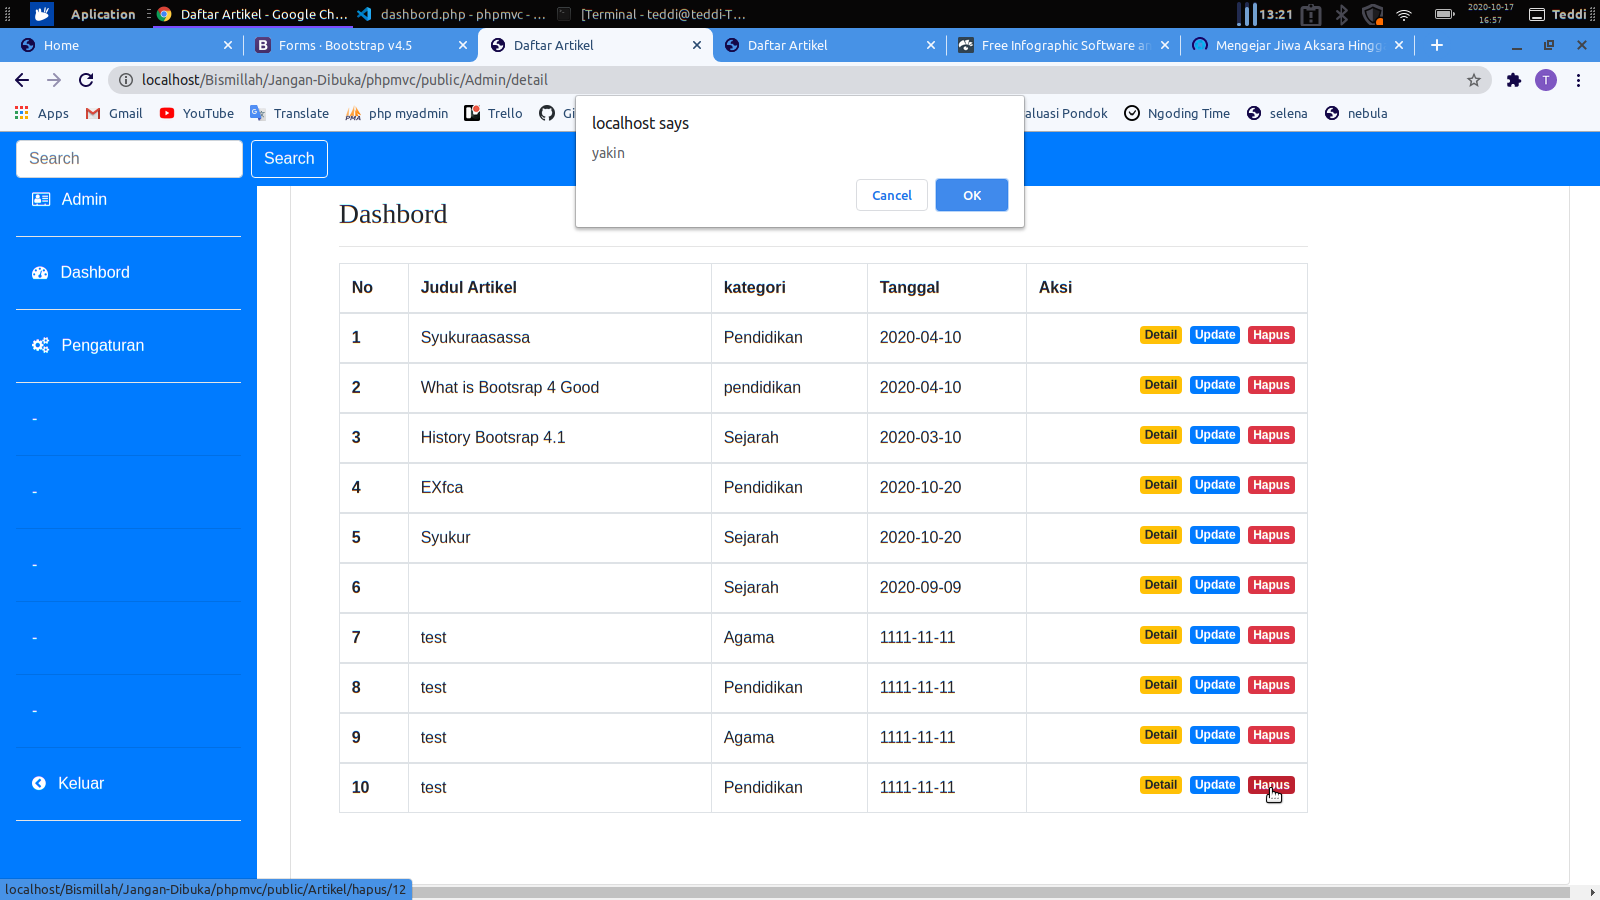 Aplikasi Daftar Artikel - Google Ch... dashbord.php - phpmvc - ... [Terminal - teddi@teddi-T... 13:21 2020-10-17 16:57 Teddi
Home Forms · Bootstrap v4.5 Daftar Artikel Daftar Artikel Free Infographic Software an Mengejar Jiwa Aksara Hingg
localhost/Bismillah/Jangan-Dibuka/phpmvc/public/Admin/detail T
Apps Gmail YouTube Translate php myadmin Trello Gi aluasi Pondok Ngoding Time selena nebula
localhost says
yakin
Cancel OK
Search Search
Admin
Dashbord
Pengaturan
-
-
-
-
-
Keluar
Dashbord
No Judul Artikel kategori Tanggal Aksi
1 Syukuraasassa Pendidikan 2020-04-10 Detail Update Hapus
2 What is Bootsrap 4 Good pendidikan 2020-04-10 Detail Update Hapus
3 History Bootsrap 4.1 Sejarah 2020-03-10 Detail Update Hapus
4 EXfca Pendidikan 2020-10-20 Detail Update Hapus
5 Syukur Sejarah 2020-10-20 Detail Update Hapus
6 Sejarah 2020-09-09 Detail Update Hapus
7 test Agama 1111-11-11 Detail Update Hapus
8 test Pendidikan 1111-11-11 Detail Update Hapus
9 test Agama 1111-11-11 Detail Update Hapus
10 test Pendidikan 1111-11-11 Detail Update Hapus
localhost/Bismillah/Jangan-Dibuka/phpmvc/public/Artikel/hapus/12